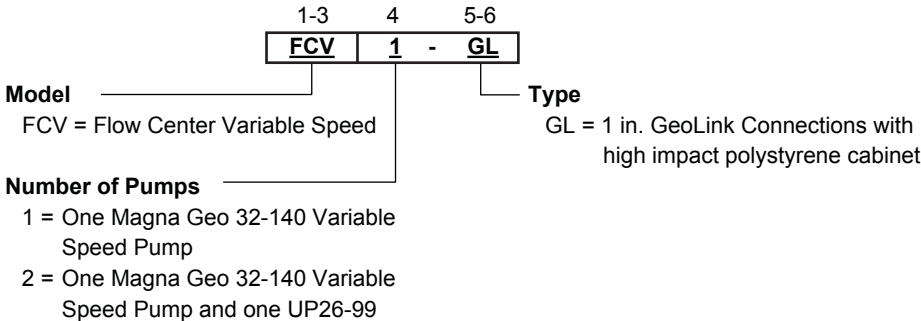 1-3 4 5-6
FCV 1 - GL
Model
FCV = Flow Center Variable Speed
Number of Pumps
1 = One Magna Geo 32-140 Variable
Speed Pump
2 = One Magna Geo 32-140 Variable
Speed Pump and one UP26-99
Type
GL = 1 in. GeoLink Connections with
high impact polystyrene cabinet